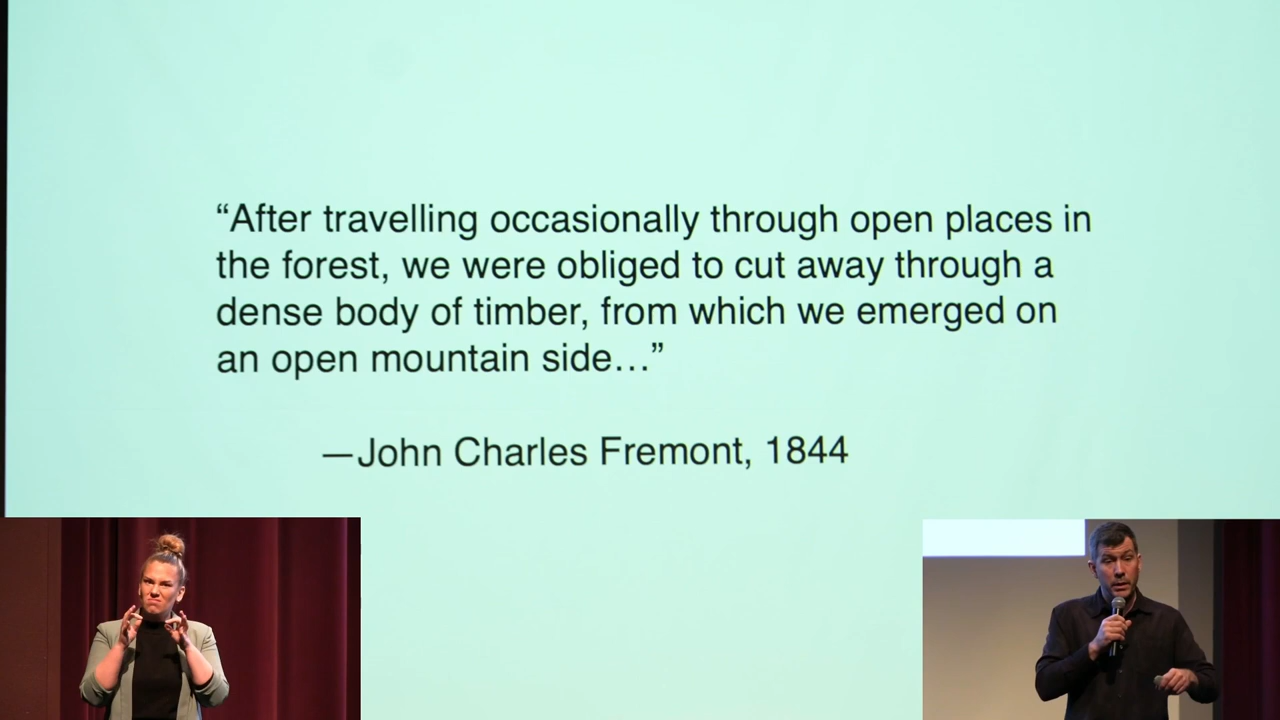 “After travelling occasionally through open places in
the forest, we were obliged to cut away through a
dense body of timber, from which we emerged on
an open mountain side…”
—John Charles Fremont, 1844